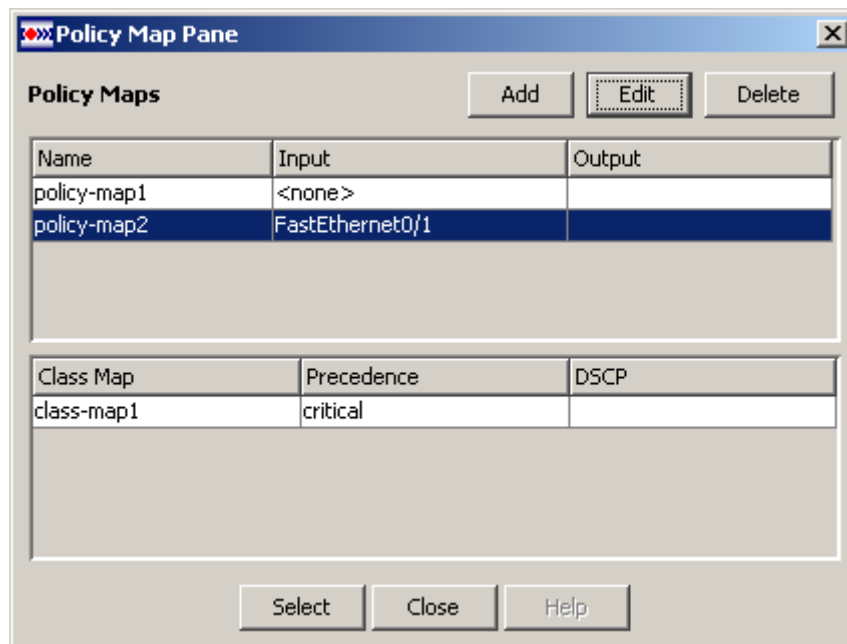 Policy Map Pane
Policy Maps Add Edit Delete
Name Input Output
policy-map1 <none>
policy-map2 FastEthernet0/1
Class Map Precedence DSCP
class-map1 critical
Select Close Help